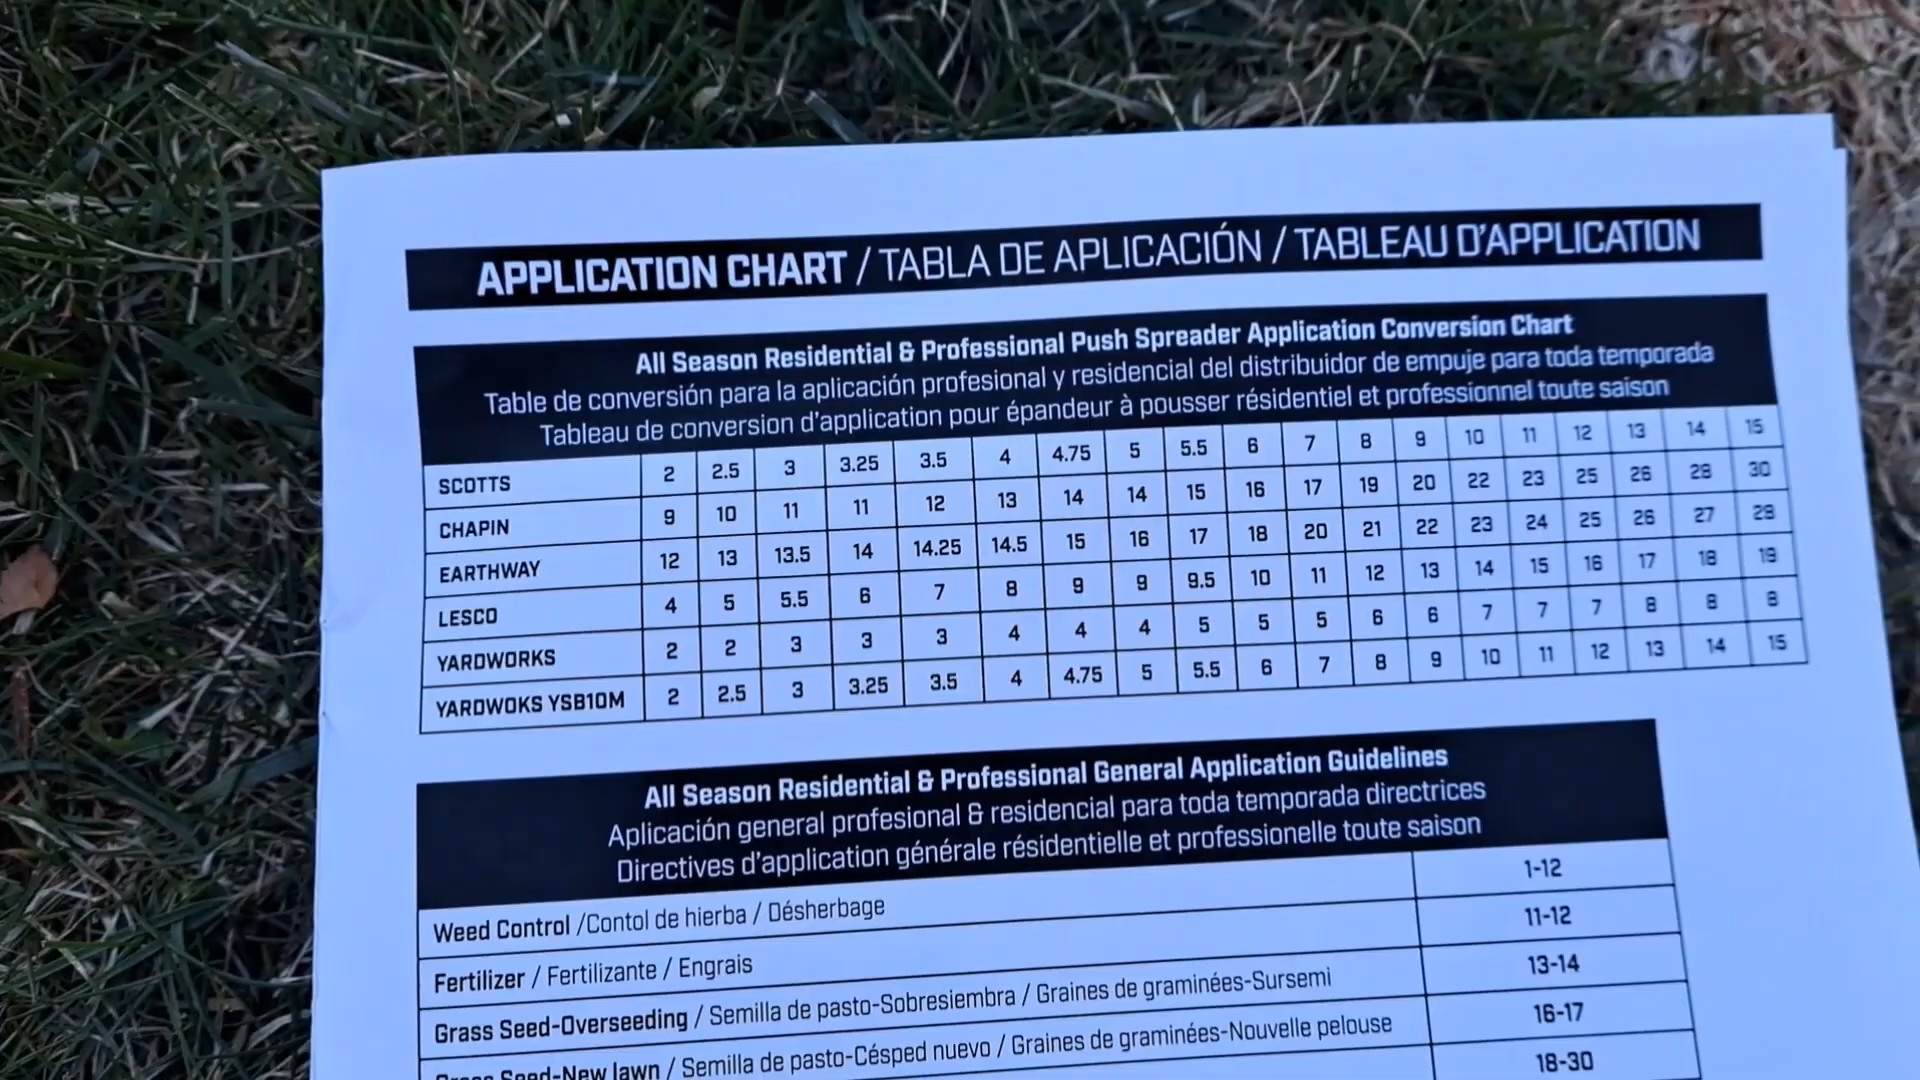 APPLICATION CHART / TABLA DE APLICACIÓN / TABLEAU D'APPLICATION
All Season Residential & Professional Push Spreader Application Conversion Chart
Table de conversión para la aplicación profesional y residencial del distribuidor de empuje para toda temporada
Tableau de conversion d'application pour épandeur à pousser résidentiel et professionnel toute saison
SCOTTS 2 2.5 3 3.25 3.5 4 4.75 5 5.5 6 7 8 9 10 11 12 13 14 15
CHAPIN 9 10 11 11 12 13 14 14 15 16 17 19 20 22 23 25 26 28 30
EARTHWAY 12 13 13.5 14 14.25 14.5 15 16 17 18 20 21 22 23 24 25 26 27 28
LESCO 4 5 5.5 6 7 8 9 9 9.5 10 11 12 13 14 15 16 17 18 19
YARDWORKS 2 2 3 3 3 4 4 4 5 5 5 6 6 7 7 7 8 8 8
YARDWOKS YSB10M 2 2.5 3 3.25 3.5 4 4.75 5 5.5 6 7 8 9 10 11 12 13 14 15
All Season Residential & Professional General Application Guidelines
Aplicación general profesional & residencial para toda temporada directrices
Directives d'application générale résidentielle et professionelle toute saison
Weed Control /Contol de hierba / Désherbage 1-12
Fertilizer / Fertilizante / Engrais 11-12
Grass Seed-Overseeding / Semilla de pasto-Sobresiembra / Graines de graminées-Sursemi 13-14
Grass Seed-New lawn / Semilla de pasto-Césped nuevo / Graines de graminées-Nouvelle pelouse 16-17
18-30